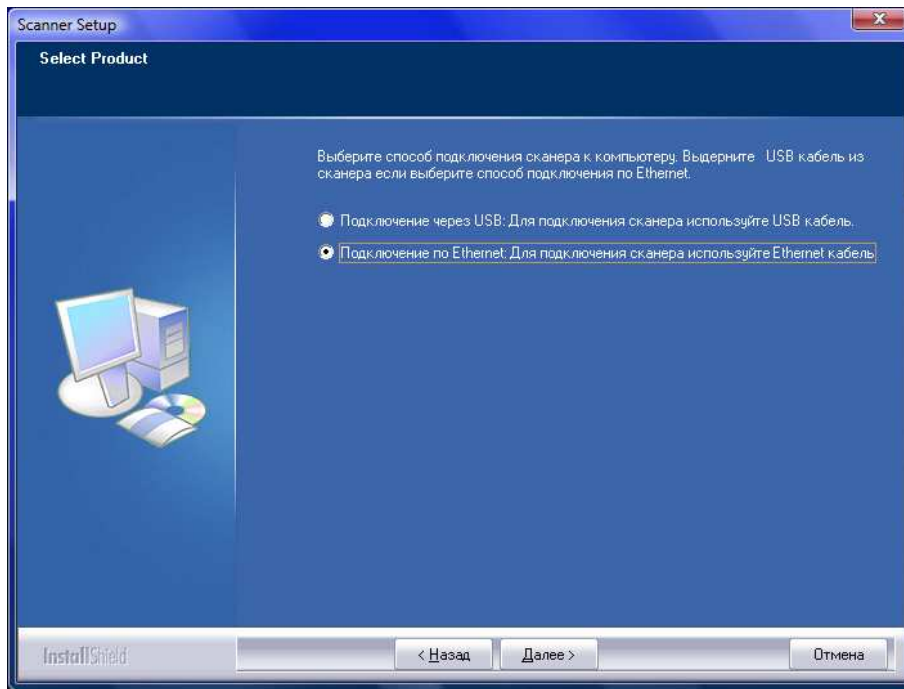 Scanner Setup
Select Product
Выберите способ подключения сканера к компьютеру. Выдерните USB кабель из
сканера если выберите способ подключения по Ethernet.
Подключение через USB: Для подключения сканера используйте USB кабель.
Подключение по Ethernet: Для подключения сканера используйте Ethernet кабель
InstallShield
< Назад
Далее >
Отмена